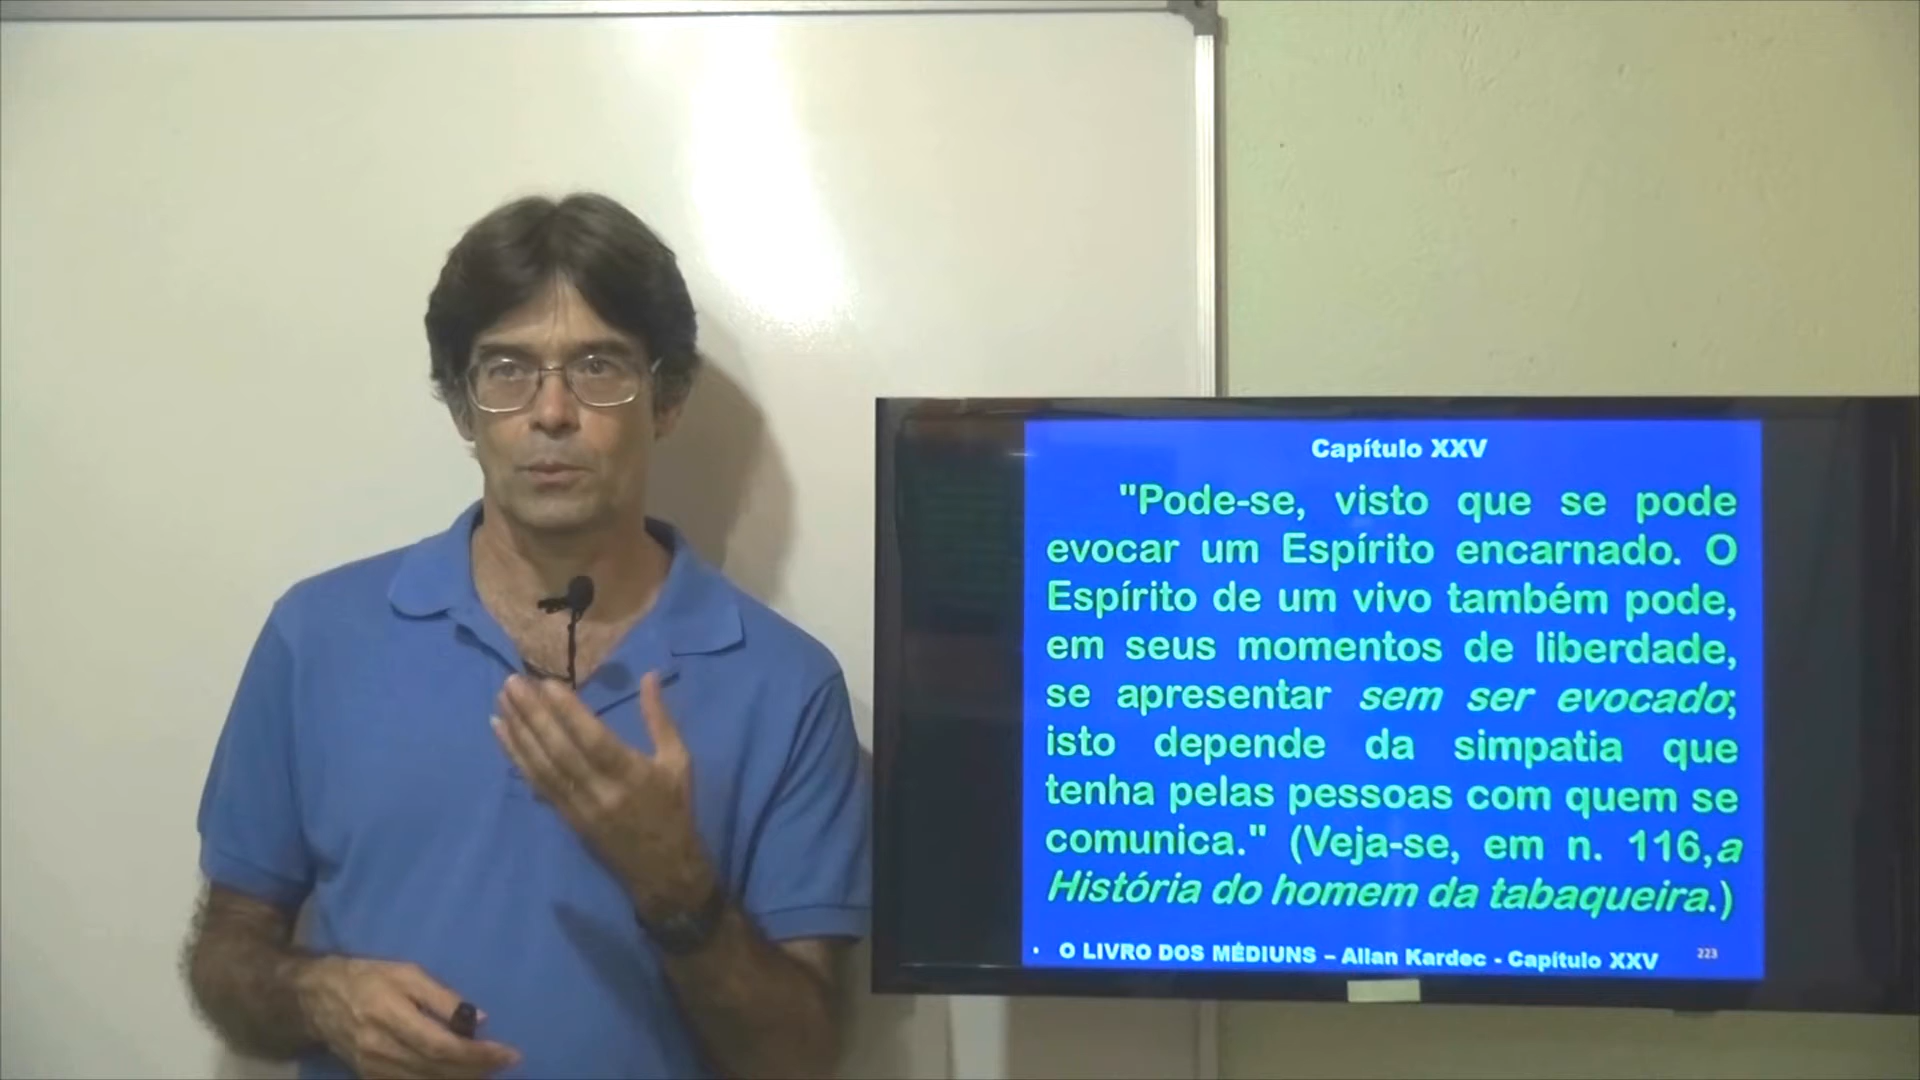 Capítulo XXV
"Pode-se, visto que se pode
evocar um Espírito encarnado. O
Espírito de um vivo também pode,
em seus momentos de liberdade,
se apresentar sem ser evocado;
isto depende da simpatia que
tenha pelas pessoas com quem se
comunica." (Veja-se, em n. 116,a
História do homem da tabaqueira.)
• O LIVRO DOS MÉDIUNS – Allan Kardec - Capítulo XXV 223